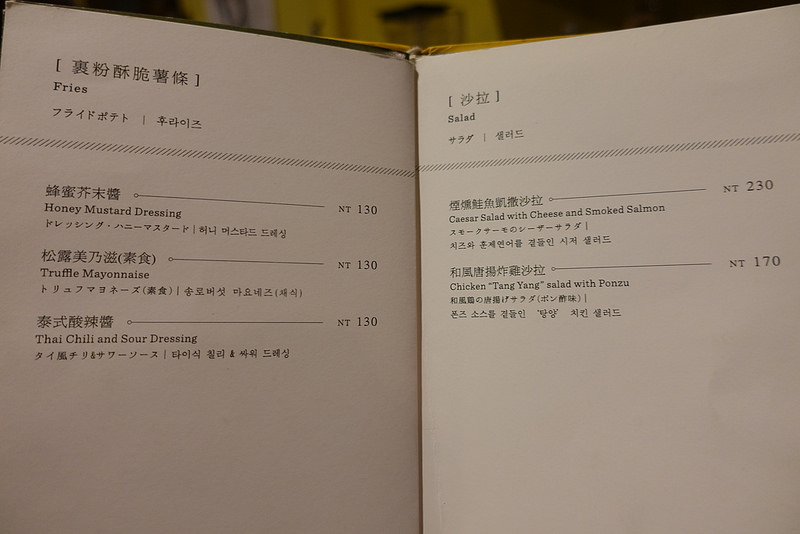 [ 裹粉酥脆薯條 ]
Fries
フライドポテト | 후라이즈
蜂蜜芥末醬 NT 130
Honey Mustard Dressing
ドレッシング・ハニーマスタード | 허니 머스타드 드레싱
松露美乃滋(素食) NT 130
Truffle Mayonnaise
トリュフマヨネーズ(素食) | 송로버섯 마요네즈(채식)
泰式酸辣醬 NT 130
Thai Chili and Sour Dressing
タイ風チリ&サワーソース | 타이식 칠리 & 싸워 드레싱
[ 沙拉 ]
Salad
サラダ | 샐러드
煙燻鮭魚凱撒沙拉 NT 230
Caesar Salad with Cheese and Smoked Salmon
スモークサーモのシーザーサラダ |
치즈와 훈제연어를 곁들인 시저 샐러드
和風唐揚炸雞沙拉 NT 170
Chicken “Tang Yang” salad with Ponzu
和風鶏の唐揚げサラダ(ポン酢味) |
폰즈 소스를 곁들인 '탕양' 치킨 샐러드